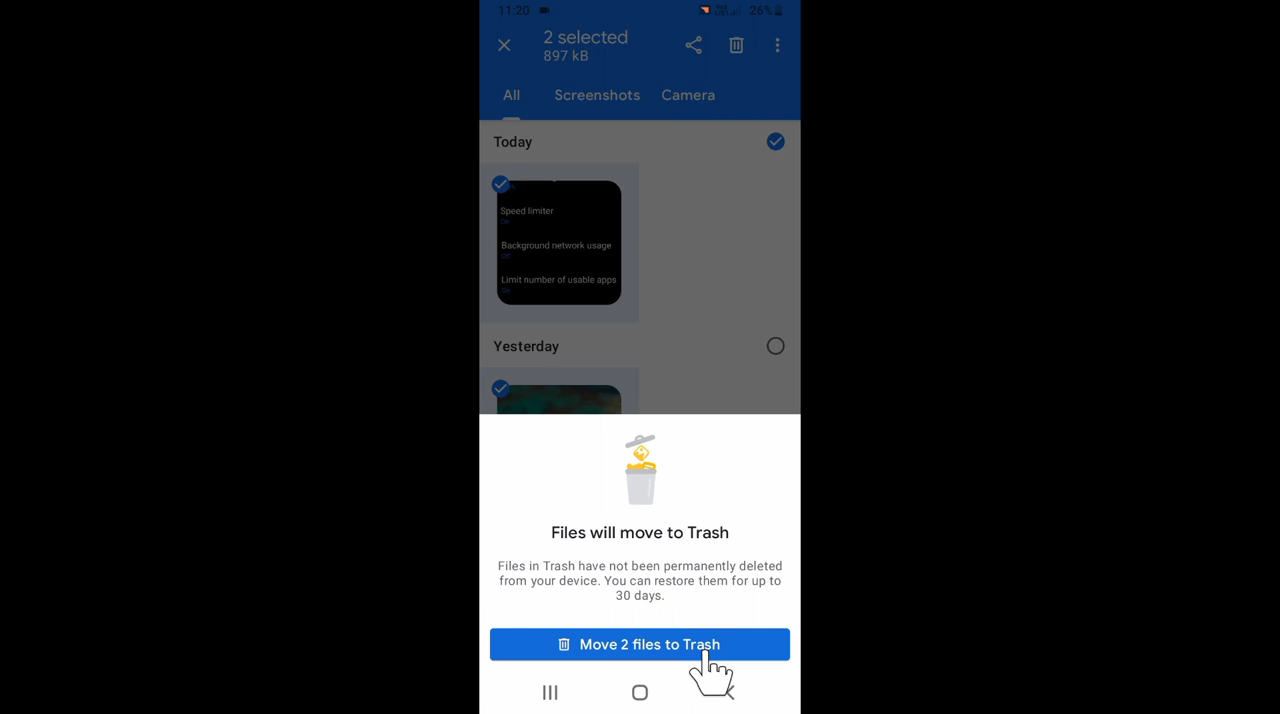 11:20
26%
2 selected
897 kB
All Screenshots Camera
Today
Speed limiter
Background network usage
Limit number of usable apps
Yesterday
Files will move to Trash
Files in Trash have not been permanently deleted
from your device. You can restore them for up to
30 days.
Move 2 files to Trash